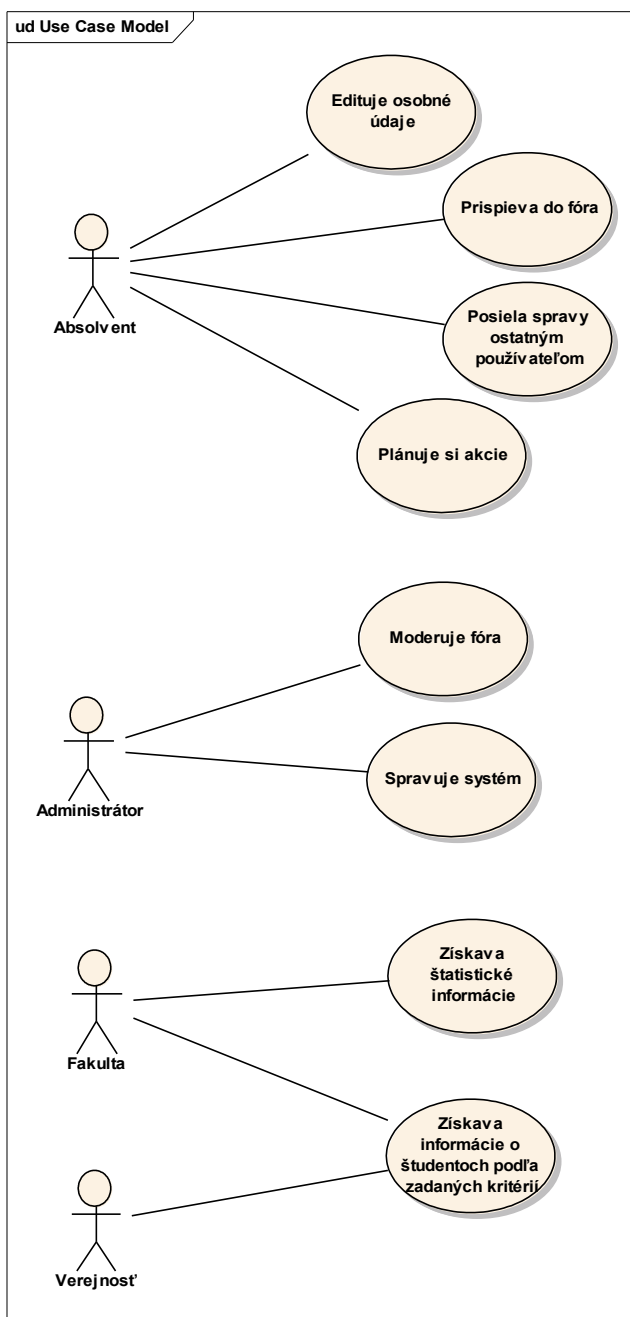 ud Use Case Model
Edituje osobné
údaje
Prispieva do fóra
Absolvent
Posiela spravy
ostatným
používateľom
Plánuje si akcie
Moderuje fóra
Administrátor
Spravuje systém
Získava
štatistické
informácie
Fakulta
Získava
informácie o
študentoch podľa
zadaných kritérií
Verejnosť